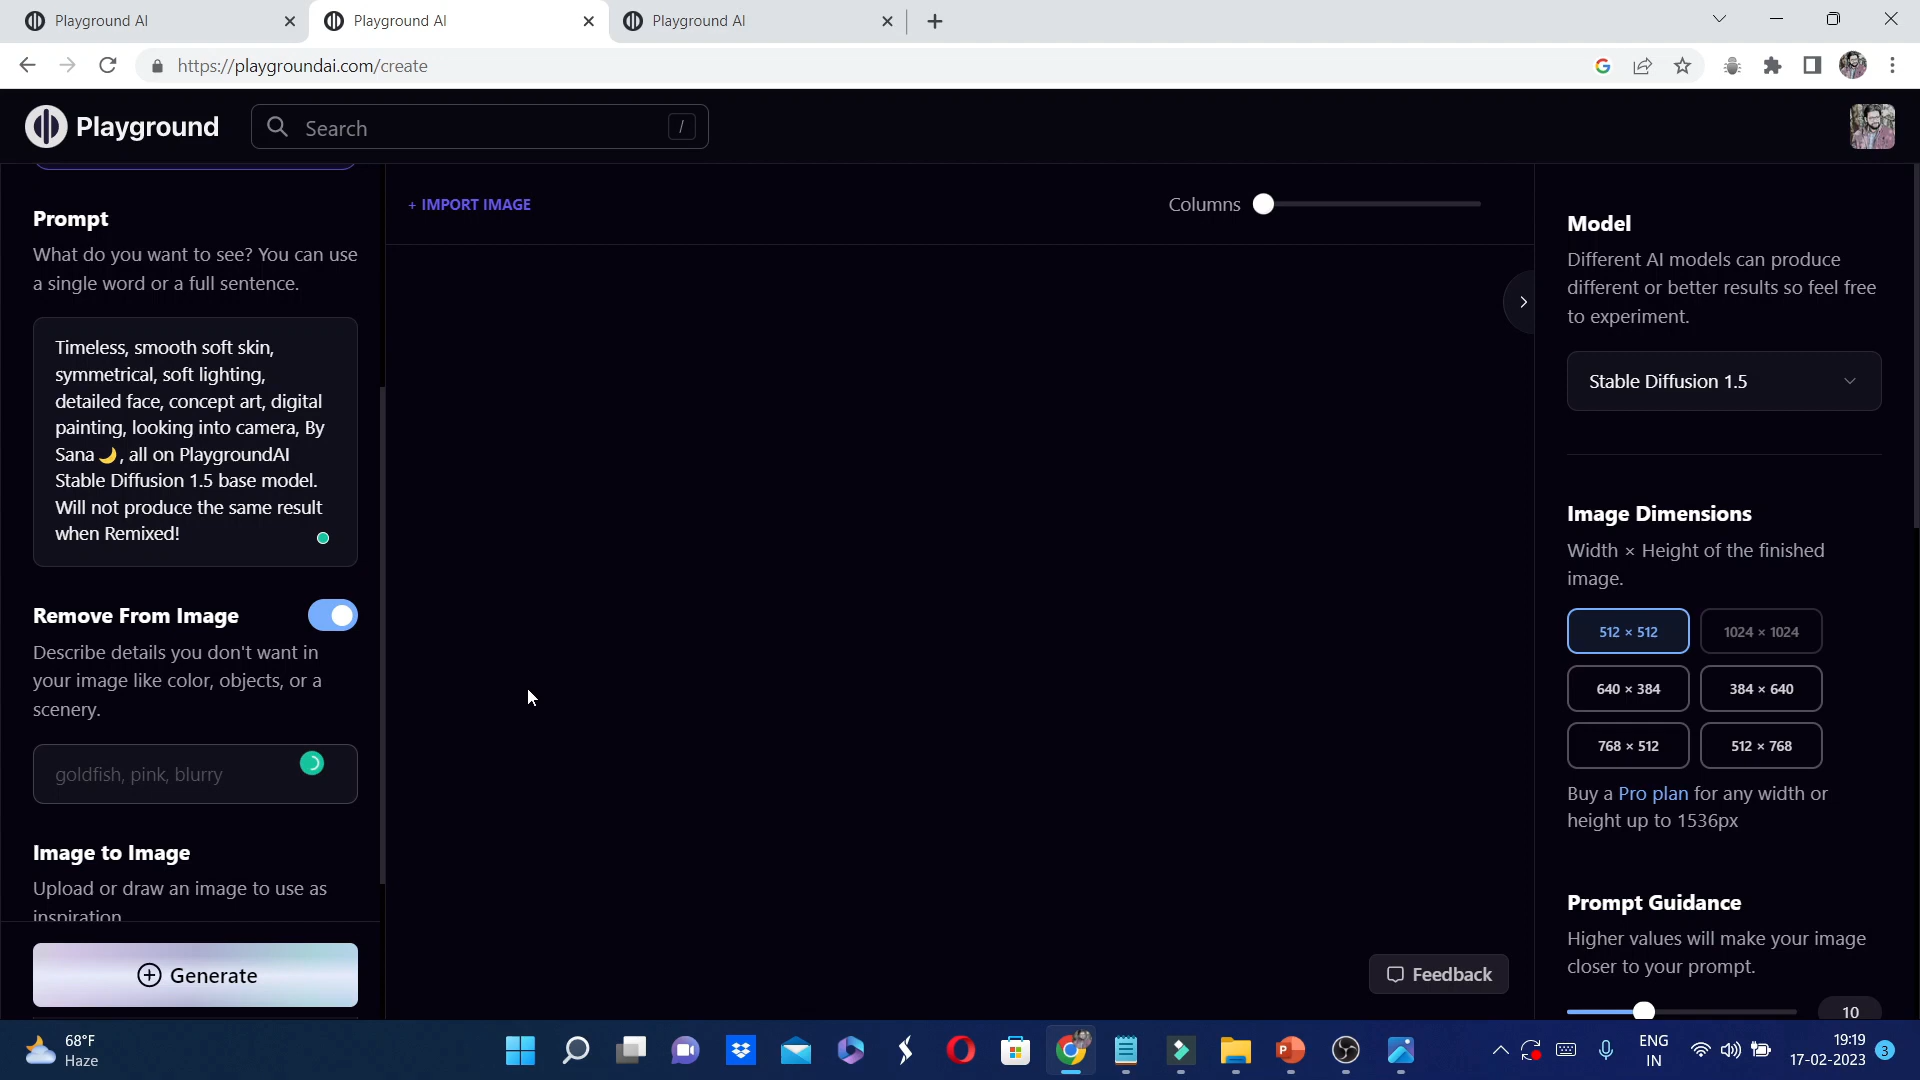 Playground AI
Playground AI
Playground AI
https://playgroundai.com/create
Playground
Search
/
Prompt
What do you want to see? You can use
a single word or a full sentence.
Timeless, smooth soft skin,
symmetrical, soft lighting,
detailed face, concept art, digital
painting, looking into camera, By
Sana🌙, all on PlaygroundAI
Stable Diffusion 1.5 base model.
Will not produce the same result
when Remixed!
Remove From Image
Describe details you don't want in
your image like color, objects, or a
scenery.
goldfish, pink, blurry
Image to Image
Upload or draw an image to use as
inspiration
Generate
+ IMPORT IMAGE
Columns
Feedback
Model
Different AI models can produce
different or better results so feel free
to experiment.
Stable Diffusion 1.5
Image Dimensions
Width × Height of the finished
image.
512 × 512
1024 × 1024
640 × 384
384 × 640
768 × 512
512 × 768
Buy a Pro plan for any width or
height up to 1536px
Prompt Guidance
Higher values will make your image
closer to your prompt.
10
68°F
Haze
ENG
IN
19:19
17-02-2023
3